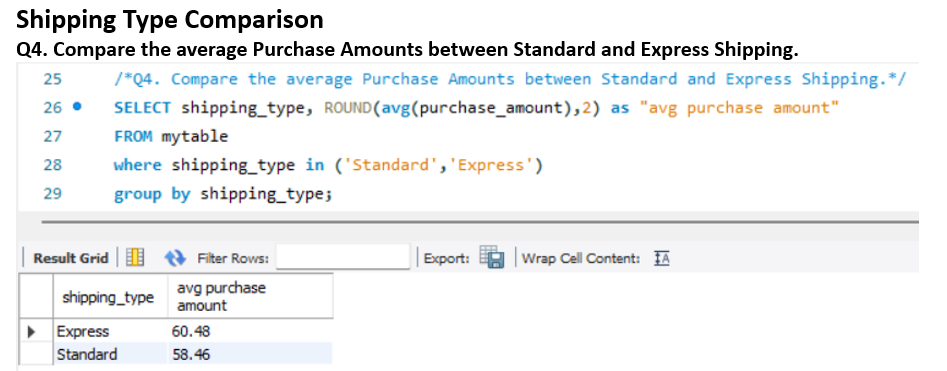 Shipping Type Comparison
Q4. Compare the average Purchase Amounts between Standard and Express Shipping.
25 /*Q4. Compare the average Purchase Amounts between Standard and Express Shipping.*/
26 SELECT shipping_type, ROUND(avg(purchase_amount),2) as "avg purchase amount"
27 FROM mytable
28 where shipping_type in ('Standard','Express')
29 group by shipping_type;
Result Grid Filter Rows: Export: Wrap Cell Content: IA
shipping_type avg purchase
amount
Express 60.48
Standard 58.46